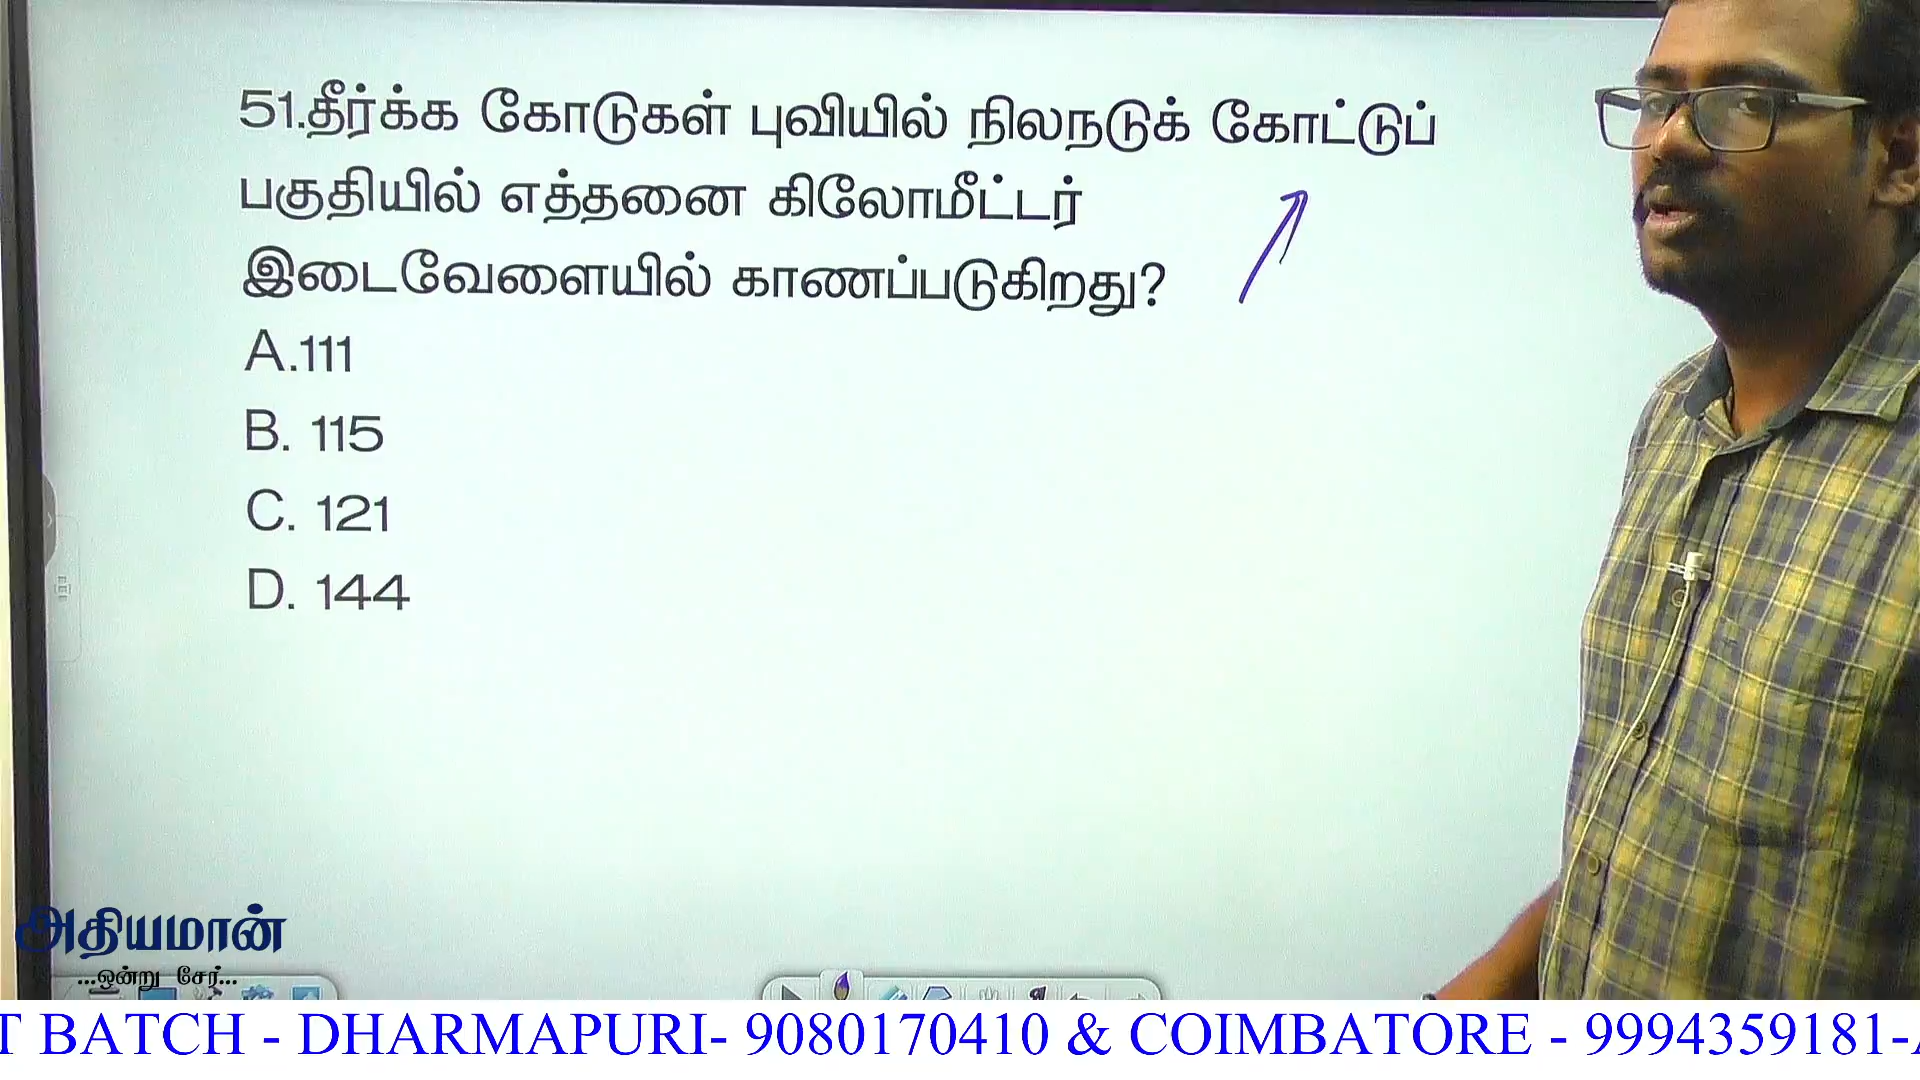 51.தீர்க்க கோடுகள் புவியில் நிலநடுக் கோட்டுப்
பகுதியில் எத்தனை கிலோமீட்டர்
இடைவேளையில் காணப்படுகிறது?
A.111
B. 115
C. 121
D. 144
அதியமான்
...ஒன்று சேர்...
T BATCH - DHARMAPURI- 9080170410 & COIMBATORE - 9994359181-A